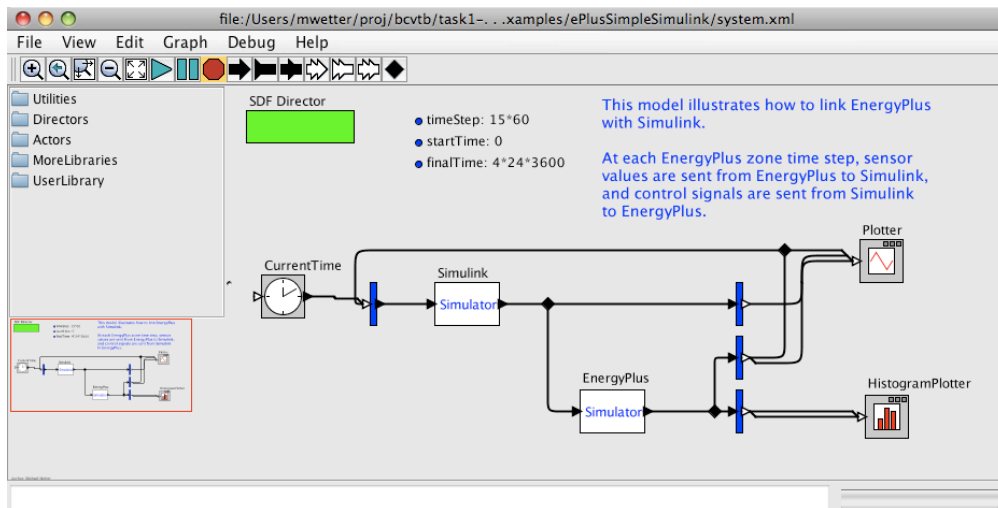 file:/Users/mwetter/proj/bcvtb/task1-. . .xamples/ePlusSimpleSimulink/system.xml
File View Edit Graph Debug Help
Utilities
Directors
Actors
MoreLibraries
UserLibrary
SDF Director
timeStep: 15*60
startTime: 0
finalTime: 4*24*3600
This model illustrates how to link EnergyPlus
with Simulink.
At each EnergyPlus zone time step, sensor
values are sent from EnergyPlus to Simulink,
and control signals are sent from Simulink
to EnergyPlus.
Plotter
CurrentTime
Simulink
Simulator
EnergyPlus
Simulator
HistogramPlotter